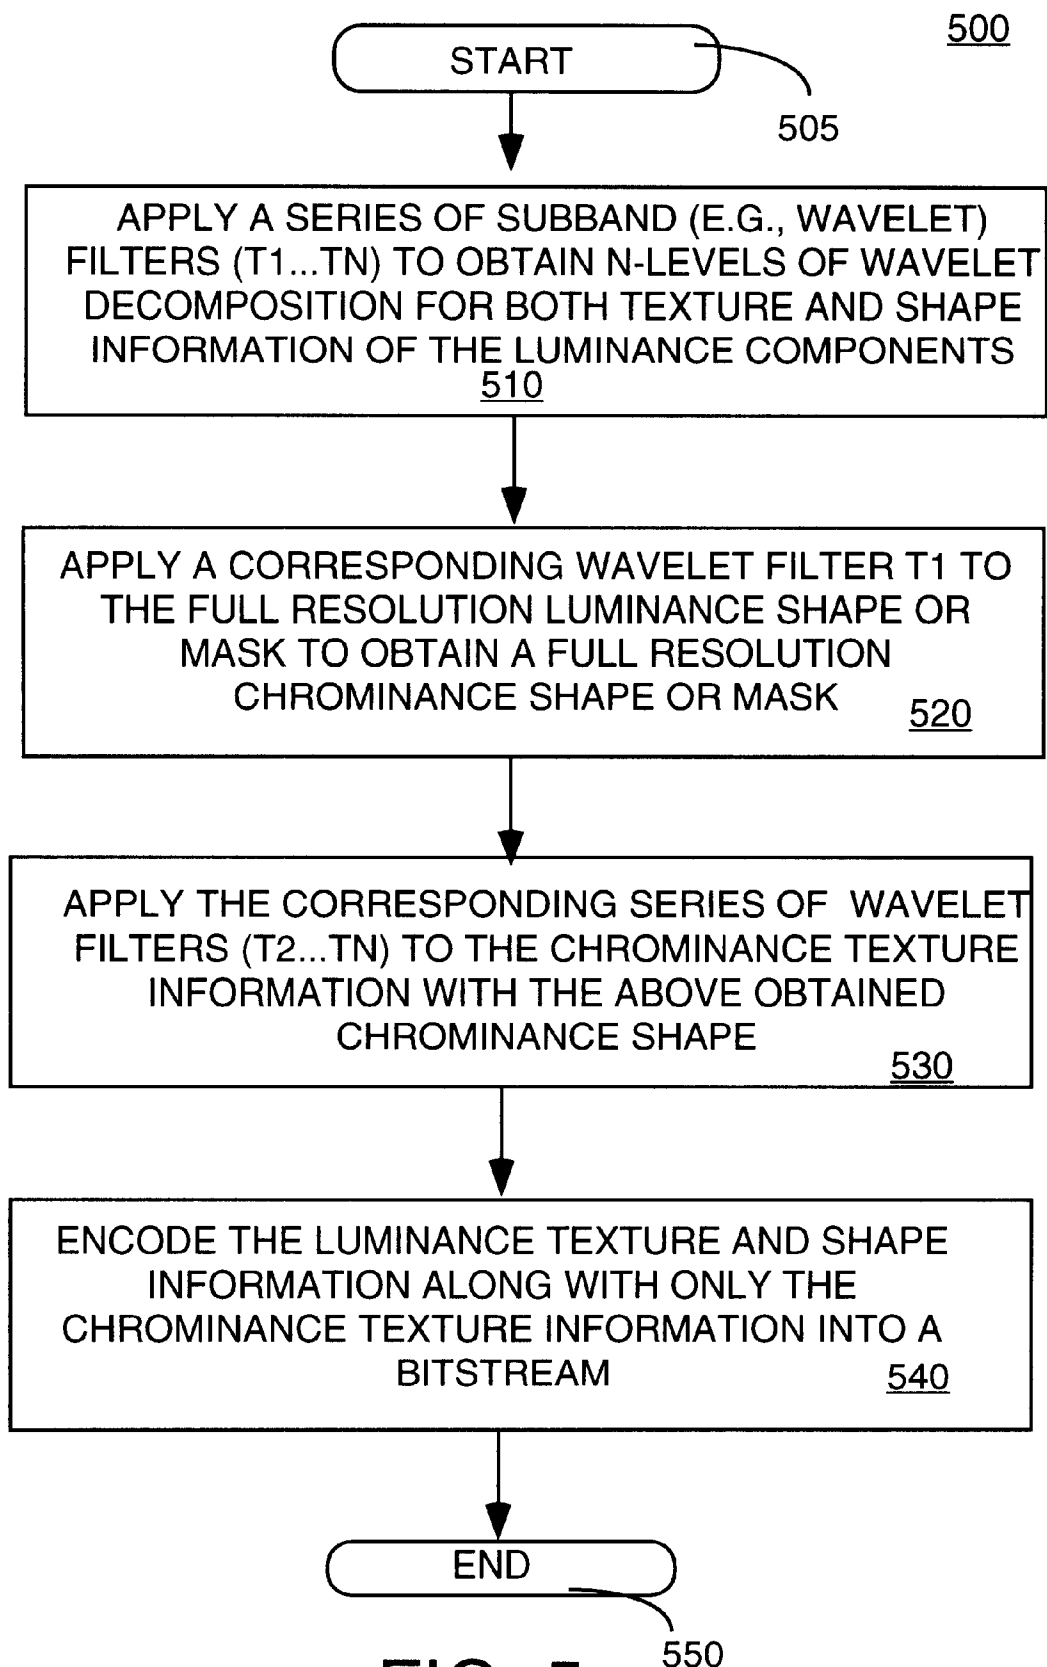 500
START
505
APPLY A SERIES OF SUBBAND (E.G., WAVELET)
FILTERS (T1...TN) TO OBTAIN N-LEVELS OF WAVELET
DECOMPOSITION FOR BOTH TEXTURE AND SHAPE
INFORMATION OF THE LUMINANCE COMPONENTS
510
APPLY A CORRESPONDING WAVELET FILTER T1 TO
THE FULL RESOLUTION LUMINANCE SHAPE OR
MASK TO OBTAIN A FULL RESOLUTION
CHROMINANCE SHAPE OR MASK
520
APPLY THE CORRESPONDING SERIES OF WAVELET
FILTERS (T2...TN) TO THE CHROMINANCE TEXTURE
INFORMATION WITH THE ABOVE OBTAINED
CHROMINANCE SHAPE
530
ENCODE THE LUMINANCE TEXTURE AND SHAPE
INFORMATION ALONG WITH ONLY THE
CHROMINANCE TEXTURE INFORMATION INTO A
BITSTREAM
540
END
550